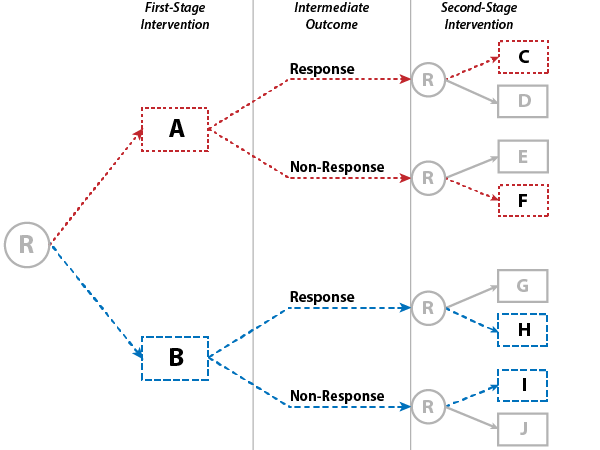 First-Stage
Intervention
Intermediate
Outcome
Second-Stage
Intervention
R
A
B
Response
Non-Response
Response
Non-Response
R
R
R
R
C
D
E
F
G
H
I
J